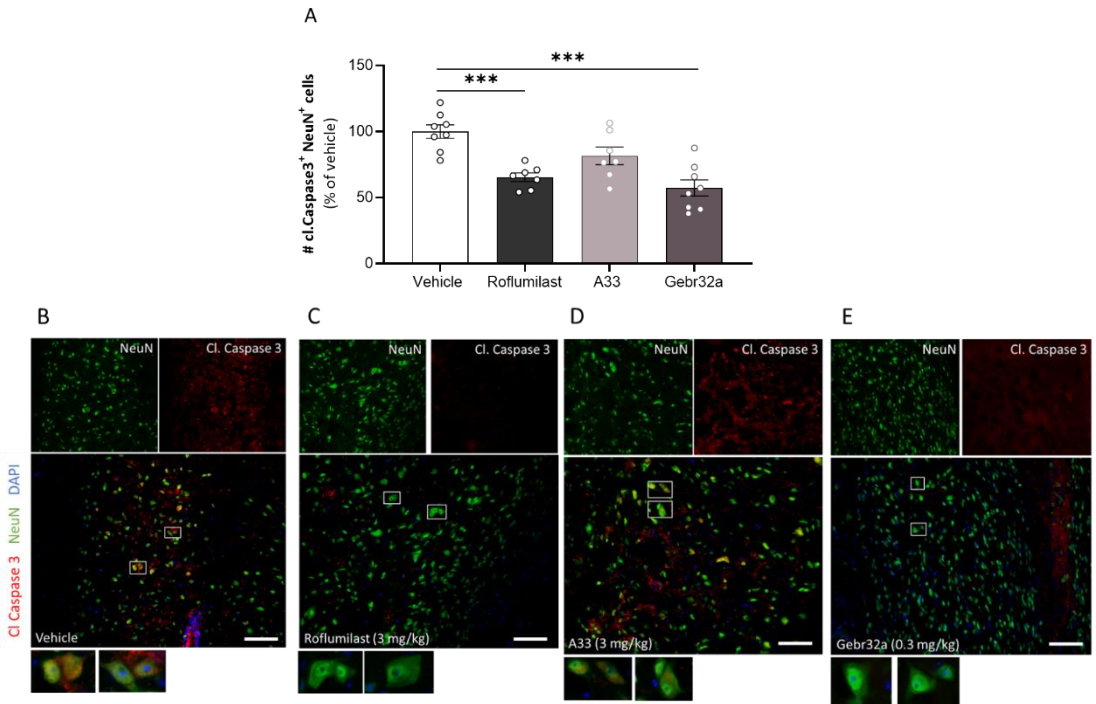 A
***
***
150
100
50
0
# cl.Caspase3+ NeuN+ cells
(% of vehicle)
Vehicle
Roflumilast
A33
Gebr32a
B
C
D
E
NeuN
Cl. Caspase 3
NeuN
Cl. Caspase 3
NeuN
Cl. Caspase 3
NeuN
Cl. Caspase 3
Cl Caspase 3 NeuN DAPI
Vehicle
Roflumilast (3 mg/kg)
A33 (3 mg/kg)
Gebr32a (0.3 mg/kg)